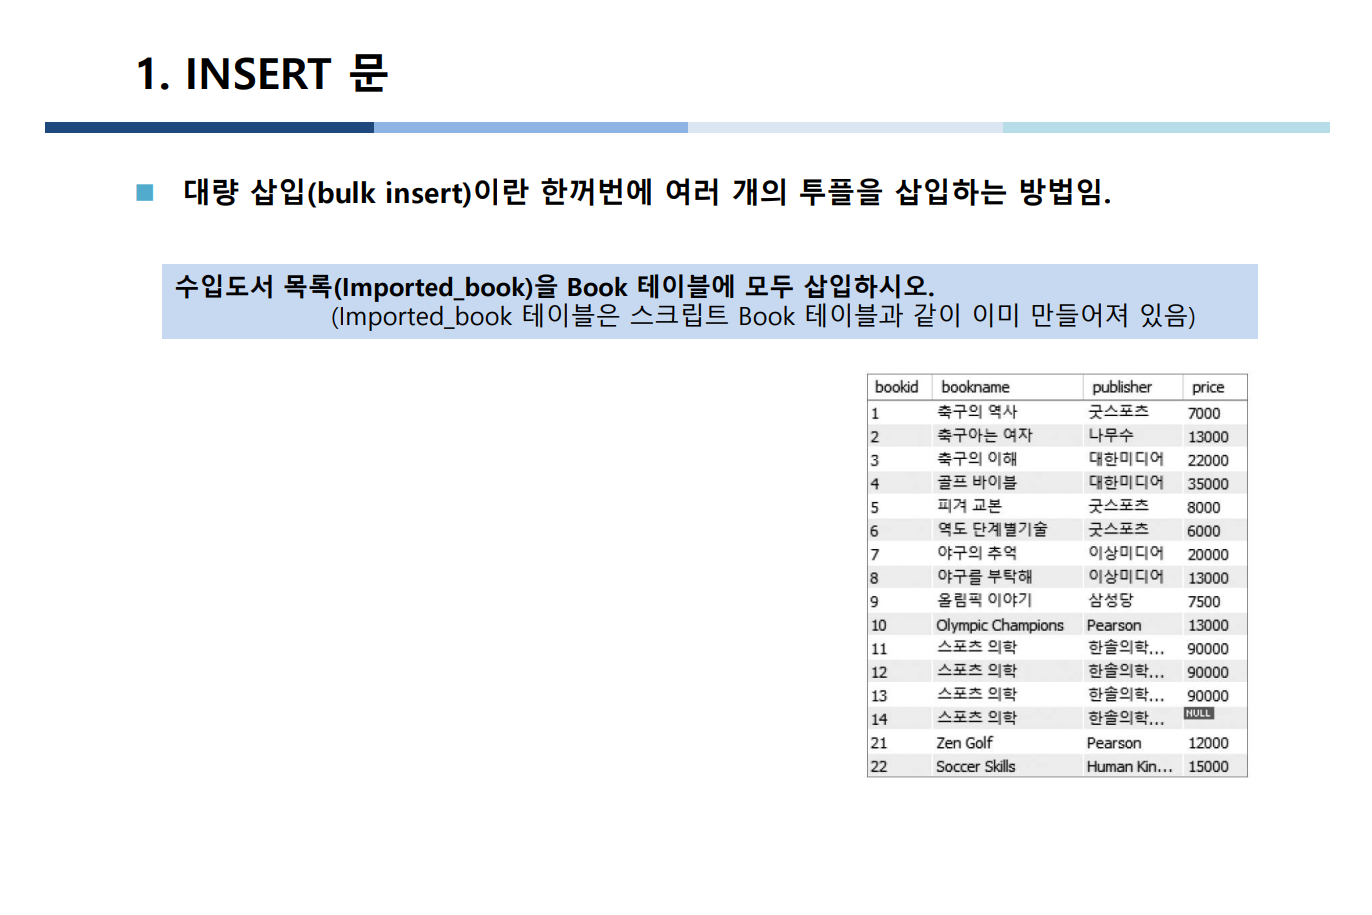 1. INSERT 문
대량 삽입(bulk insert)이란 한꺼번에 여러 개의 투플을 삽입하는 방법임.
수입도서 목록(Imported_book)을 Book 테이블에 모두 삽입하시오.
(Imported_book 테이블은 스크립트 Book 테이블과 같이 이미 만들어져 있음)
bookid bookname publisher price
1 축구의 역사 굿스포츠 7000
2 축구아는 여자 나무수 13000
3 축구의 이해 대한미디어 22000
4 골프 바이블 대한미디어 35000
5 피겨 교본 굿스포츠 8000
6 역도 단계별기술 굿스포츠 6000
7 야구의 추억 이상미디어 20000
8 야구를 부탁해 이상미디어 13000
9 올림픽 이야기 삼성당 7500
10 Olympic Champions Pearson 13000
11 스포츠 의학 한솔의학... 90000
12 스포츠 의학 한솔의학... 90000
13 스포츠 의학 한솔의학... 90000
14 스포츠 의학 한솔의학... NULL
21 Zen Golf Pearson 12000
22 Soccer Skills Human Kin... 15000